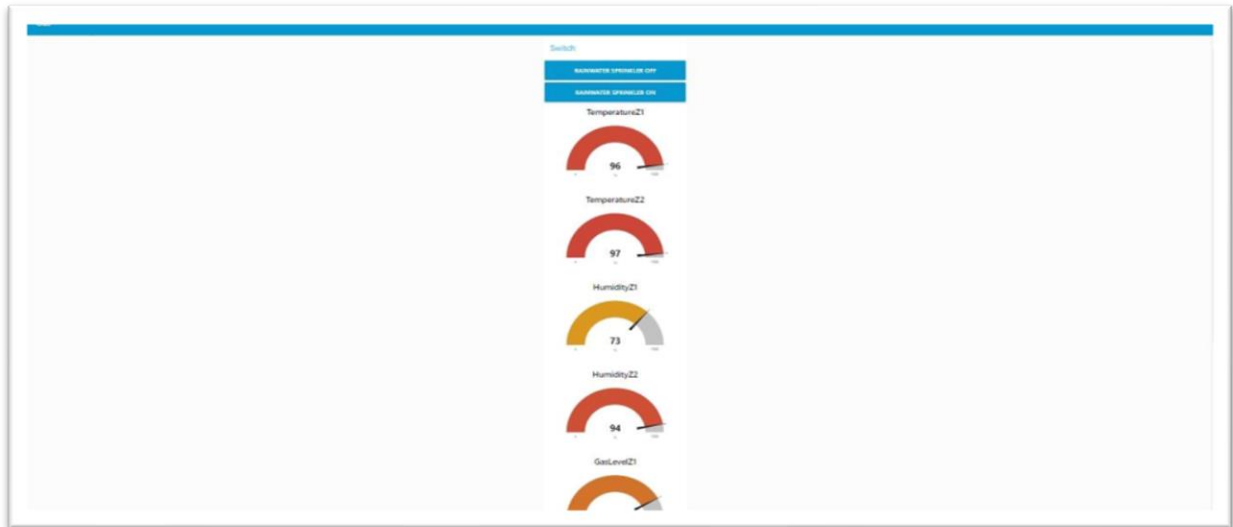 Switch
RAINWATER SPRINKLER OFF
RAINWATER SPRINKLER ON
TemperatureZ1
96
TemperatureZ2
97
HumidityZ1
73
HumidityZ2
94
GasLevelZ1